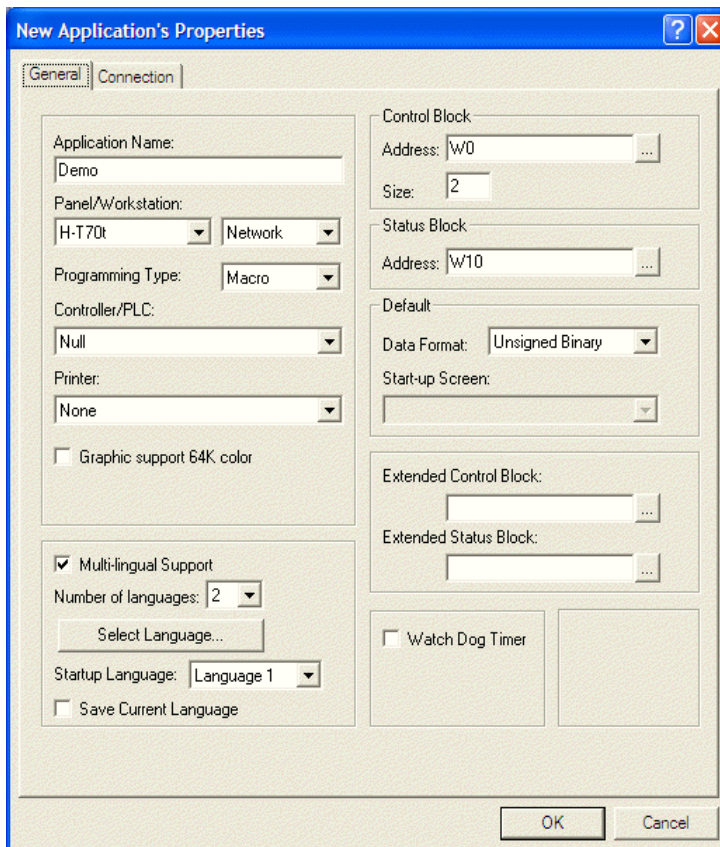 New Application's Properties
General
Connection
Application Name:
Demo
Panel/Workstation:
H-T70t
Network
Programming Type:
Macro
Controller/PLC:
Null
Printer:
None
Graphic support 64K color
Multi-lingual Support
Number of languages: 2
Select Language...
Startup Language: Language 1
Save Current Language
Control Block
Address: W0 ...
Size: 2
Status Block
Address: W10 ...
Default
Data Format: Unsigned Binary
Start-up Screen:
Extended Control Block:
...
Extended Status Block:
...
Watch Dog Timer
OK
Cancel